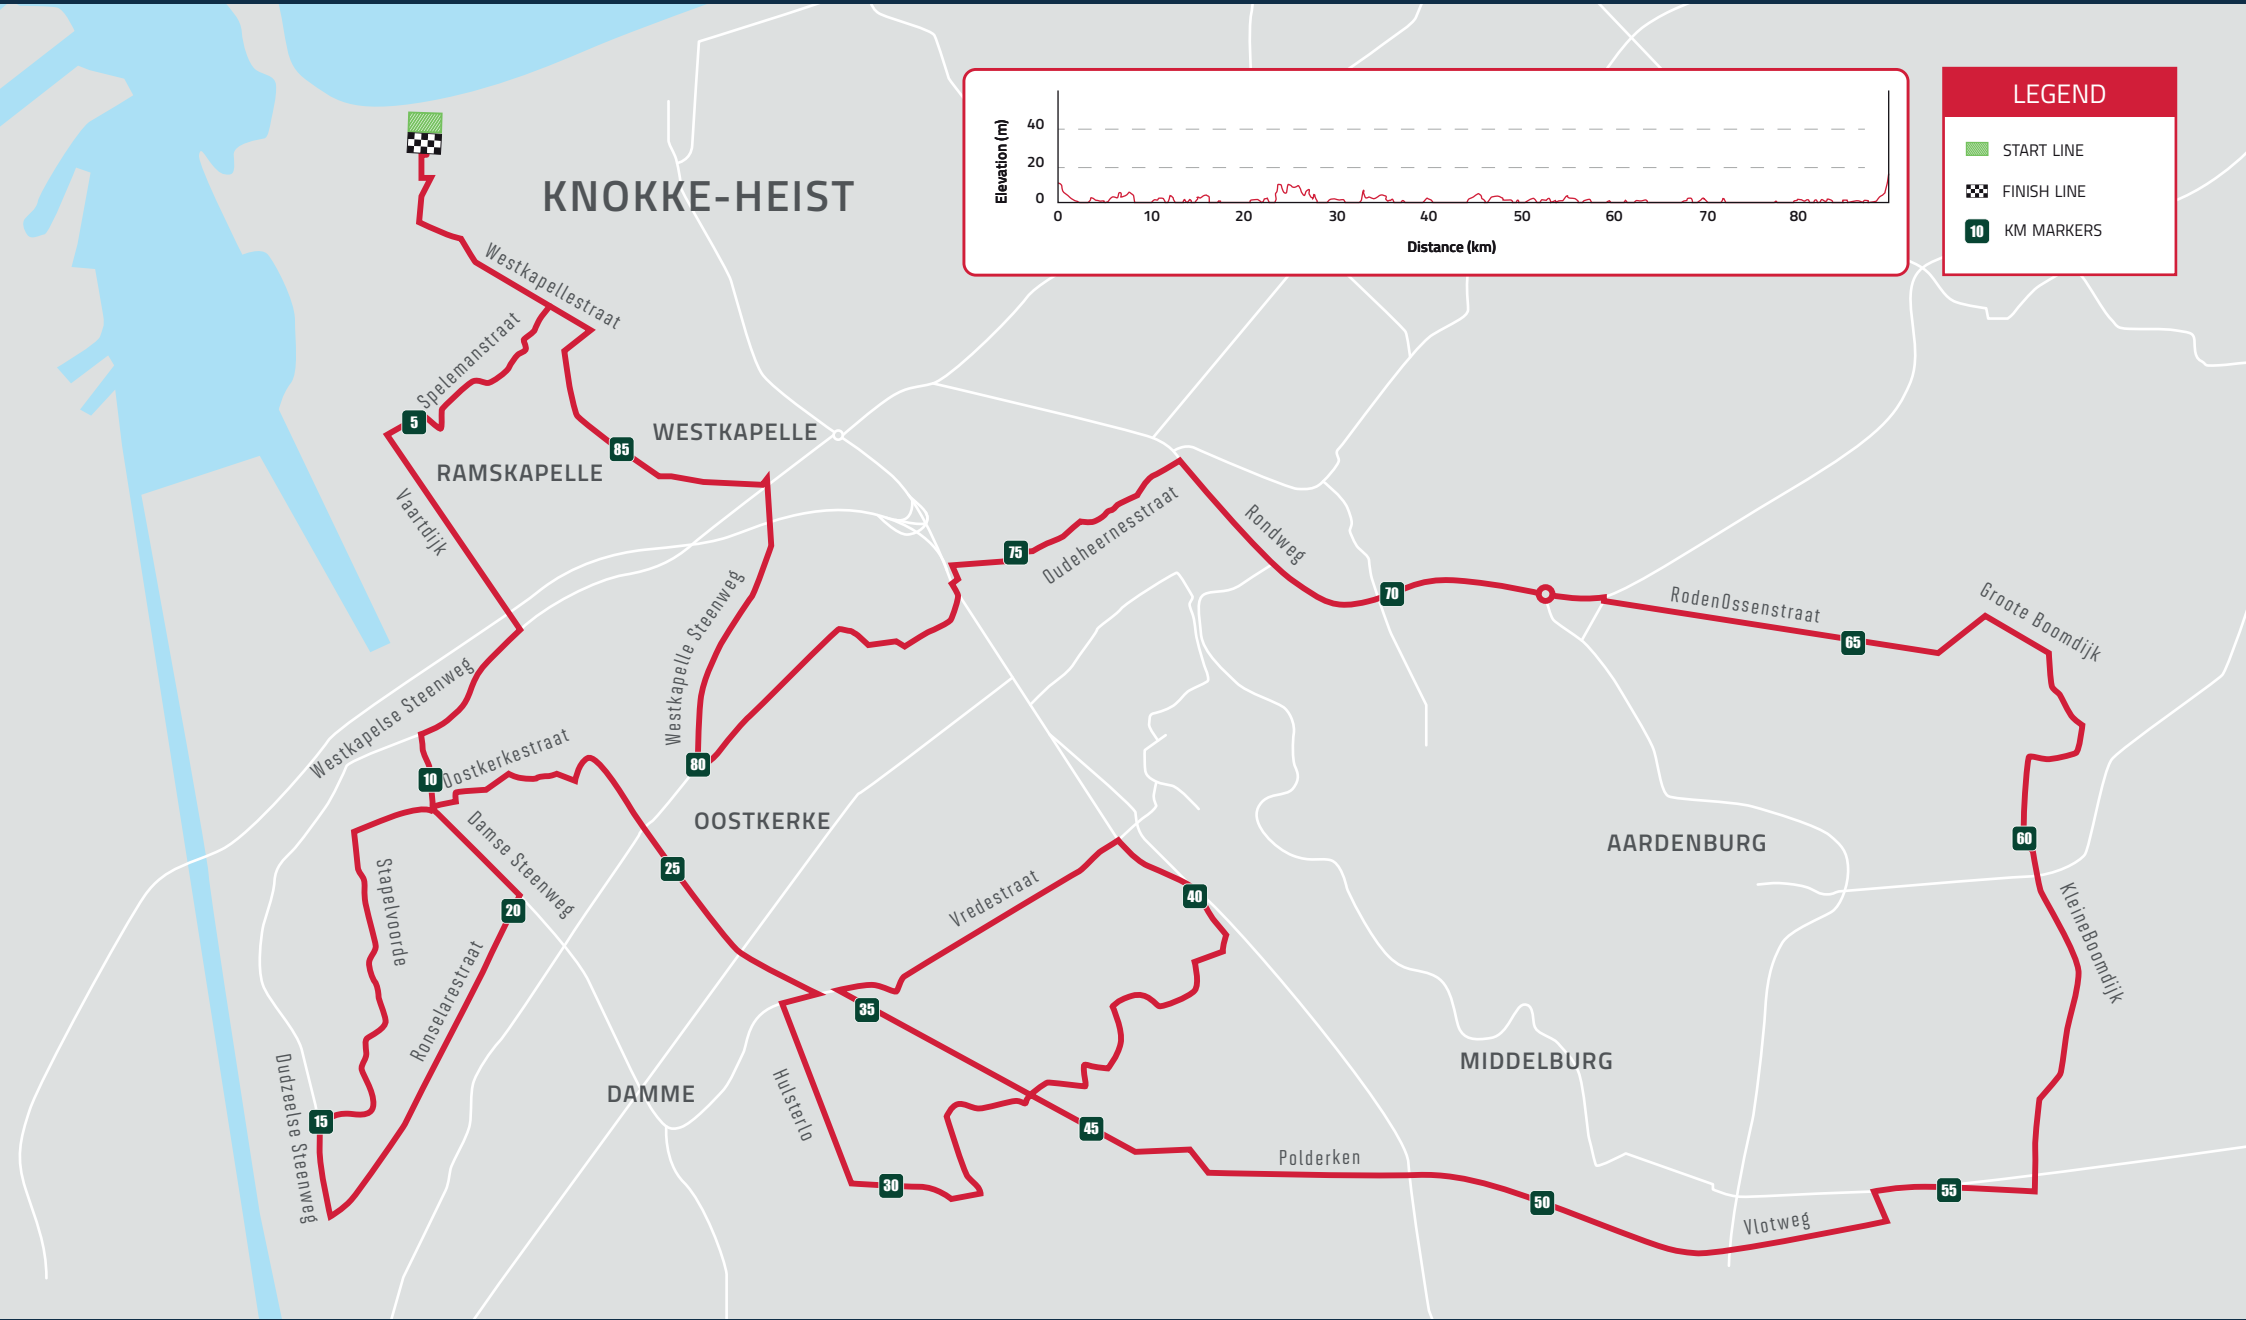 LEGEND
START LINE
FINISH LINE
10 KM MARKERS
Elevation (m)
40
20
0
0 10 20 30 40 50 60 70 80
Distance (km)
KNOKKE-HEIST
Westkapellestraat
Spelemanstraat
5
85
WESTKAPELLE
RAMSKAPELLE
Vaartdijk
75
Oudeheernesstraat
Rondweg
70
RodenOssenstraat
65
Groote Boomdijk
Westkapelle Steenweg
Westkapelse Steenweg
80
10
Oostkerkestraat
Damse Steenweg
OOSTKERKE
25
AARDENBURG
60
KleineBoomdijk
Stapelvoorde
20
Ronselarestraat
Vredestraat
40
35
MIDDELBURG
DAMME
Hulsterlo
15
Dudzeelse Steenweg
45
Polderken
30
50
55
Vlotweg